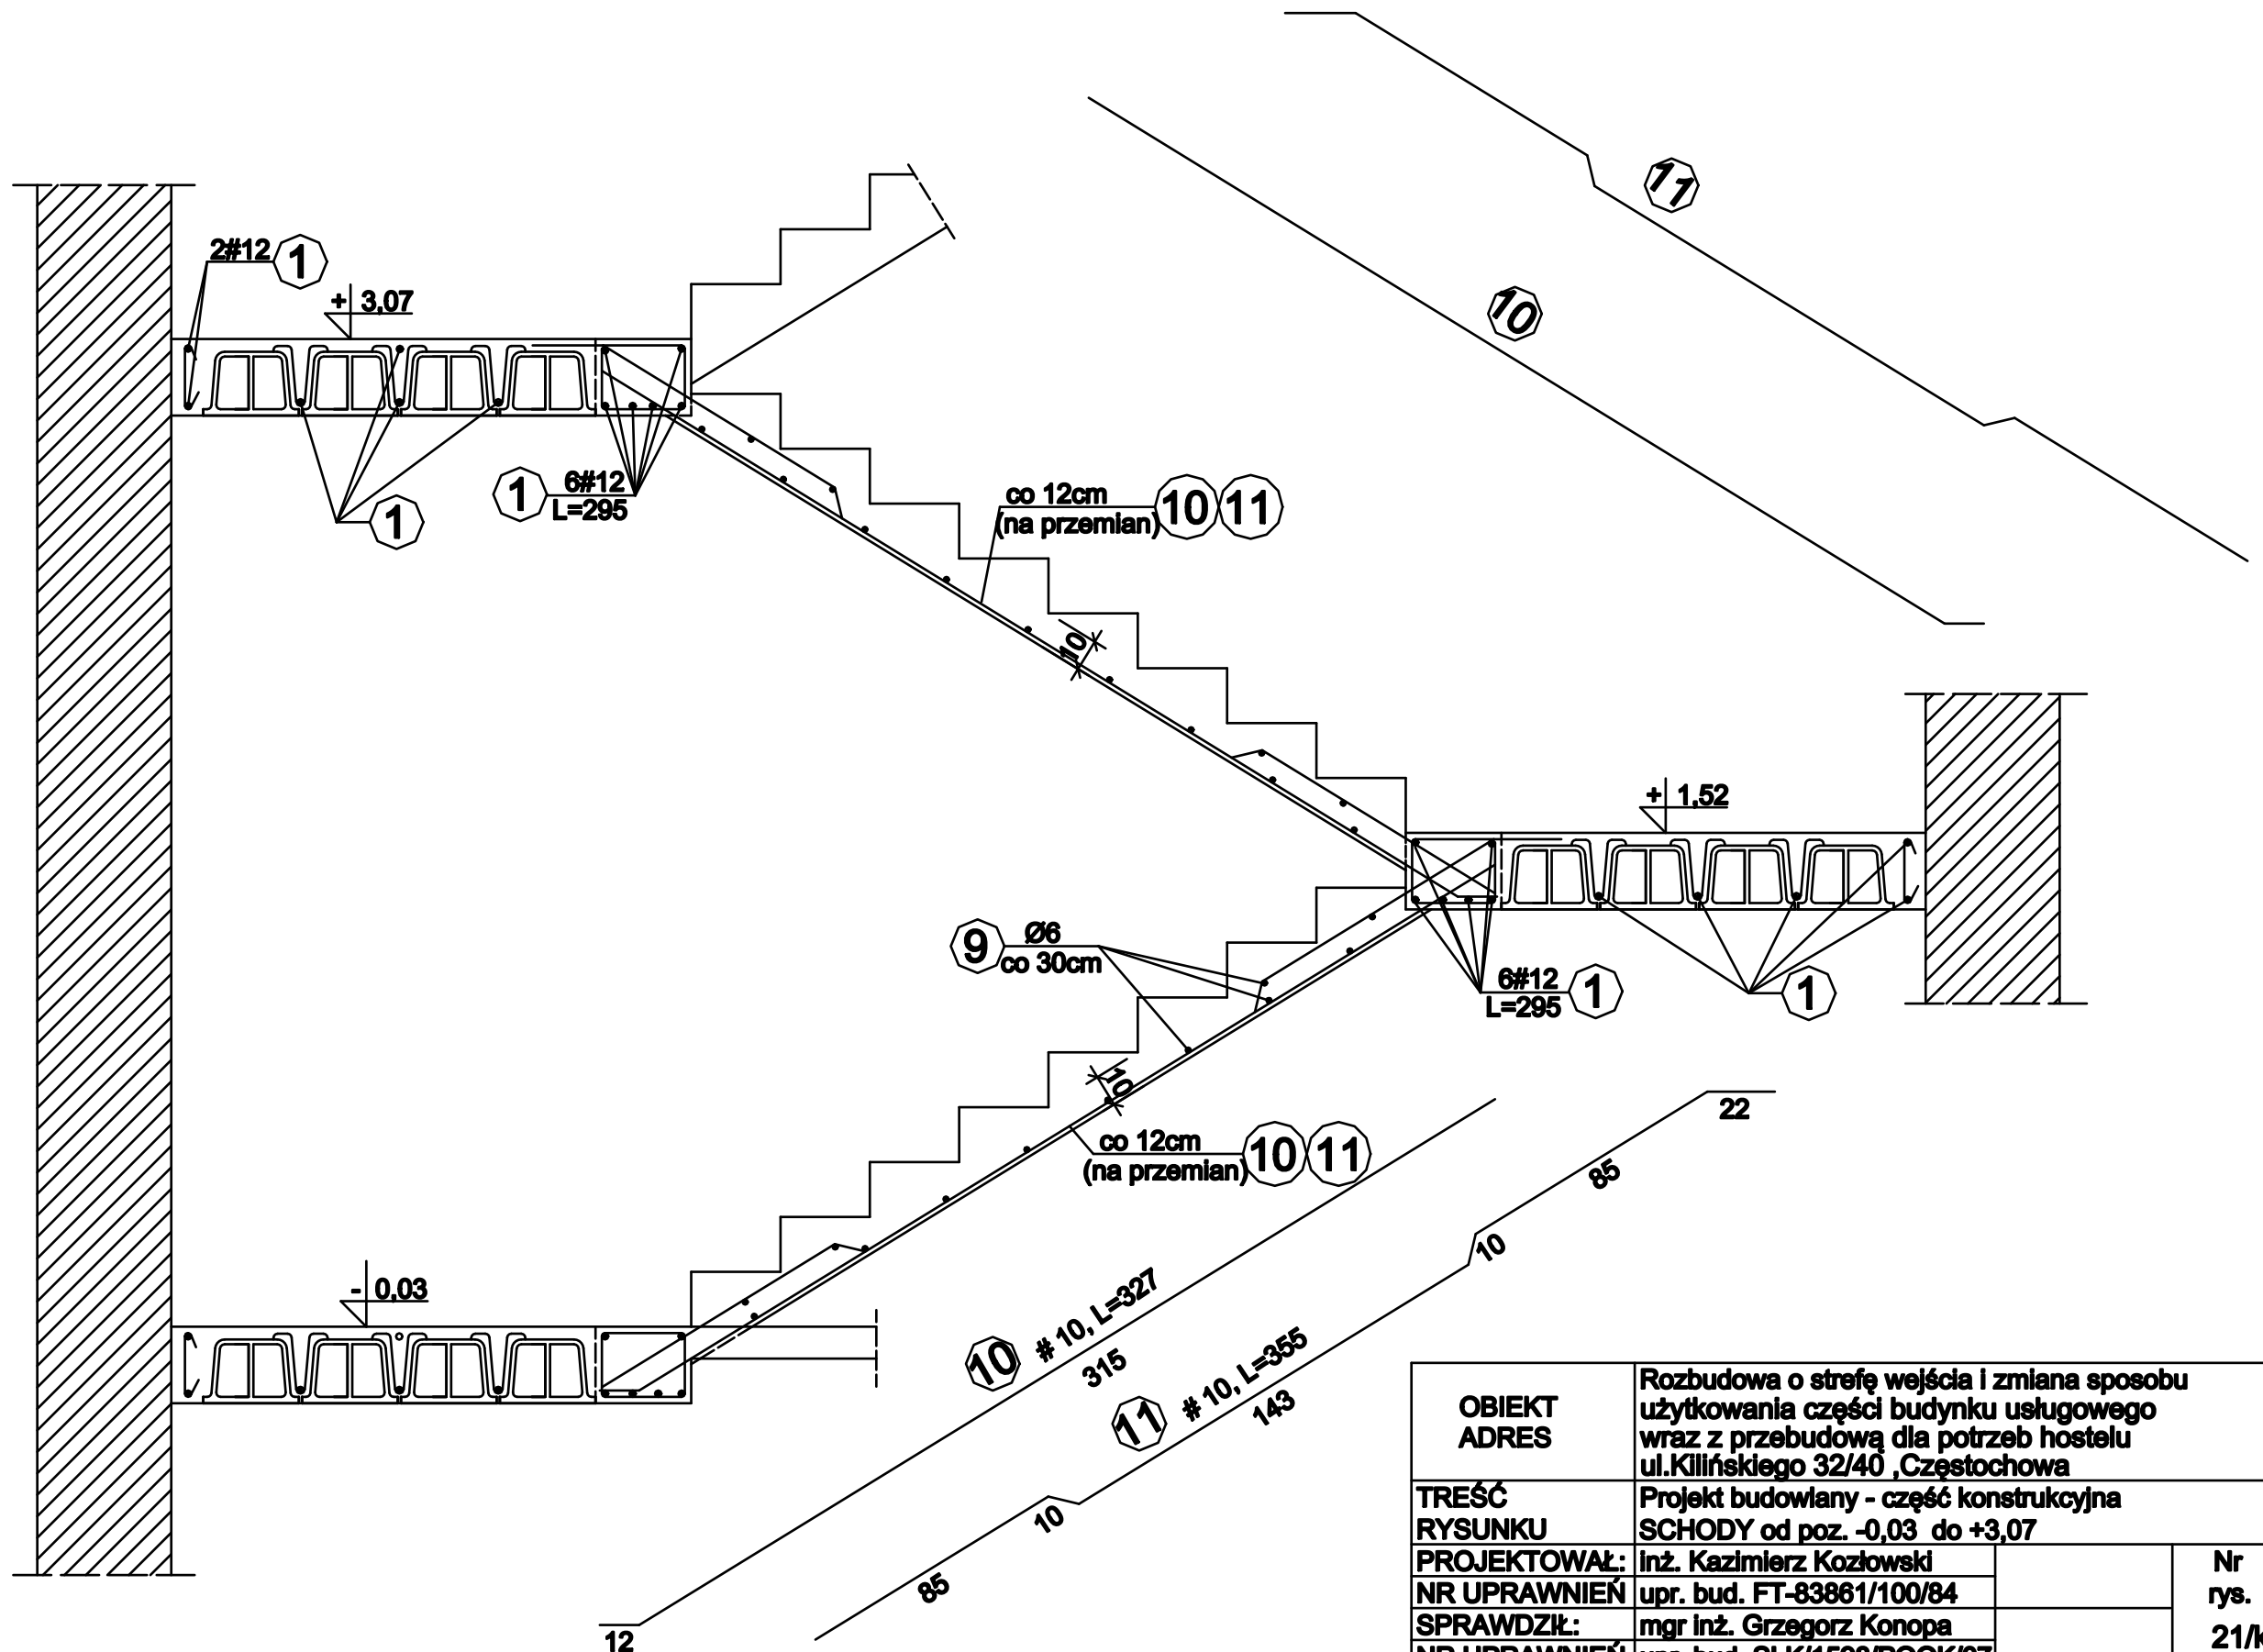 11
10
2#12 1
+ 3,07
1 6#12
L=295
1
co 12cm
(na przemian) 10 11
10
+ 1,52
9 Ø6
co 30cm
6#12 1
L=295
1
10
co 12cm
(na przemian) 10 11
22
85
10
- 0,03
10 # 10, L=327
315
11 # 10, L=355
143
10
85
12
OBIEKT
ADRES
Rozbudowa o strefę wejścia i zmiana sposobu
użytkowania części budynku usługowego
wraz z przebudową dla potrzeb hostelu
ul.Kilińskiego 32/40 ,Częstochowa
TREŚĆ
RYSUNKU
Projekt budowlany - część konstrukcyjna
SCHODY od poz. -0,03 do +3,07
PROJEKTOWAŁ: inż. Kazimierz Kozłowski
NR UPRAWNIEŃ upr. bud. FT-83861/100/84
SPRAWDZIŁ: mgr inż. Grzegorz Konopa
NR UPRAWNIEŃ upr. bud.
Nr
rys.